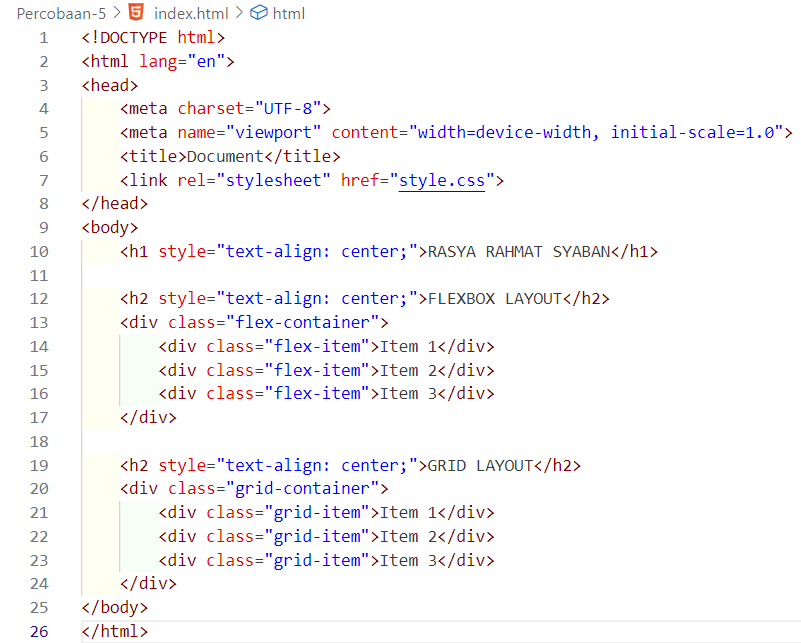 Percobaan-5 > index.html > html
1 <!DOCTYPE html>
2 <html lang="en">
3 <head>
4     <meta charset="UTF-8">
5     <meta name="viewport" content="width=device-width, initial-scale=1.0">
6     <title>Document</title>
7     <link rel="stylesheet" href="style.css">
8 </head>
9 <body>
10     <h1 style="text-align: center;">RASYA RAHMAT SYABAN</h1>
11
12     <h2 style="text-align: center;">FLEXBOX LAYOUT</h2>
13     <div class="flex-container">
14         <div class="flex-item">Item 1</div>
15         <div class="flex-item">Item 2</div>
16         <div class="flex-item">Item 3</div>
17     </div>
18
19     <h2 style="text-align: center;">GRID LAYOUT</h2>
20     <div class="grid-container">
21         <div class="grid-item">Item 1</div>
22         <div class="grid-item">Item 2</div>
23         <div class="grid-item">Item 3</div>
24     </div>
25 </body>
26 </html>